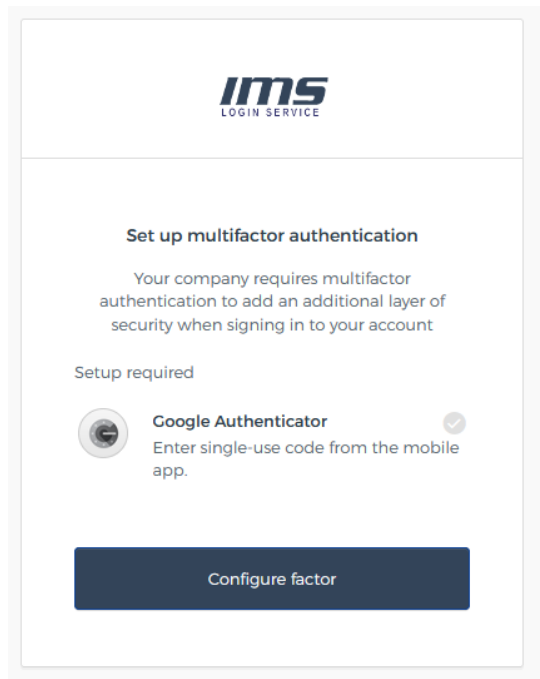 ims
LOGIN SERVICE
Set up multifactor authentication
Your company requires multifactor
authentication to add an additional layer of
security when signing in to your account
Setup required
Google Authenticator
Enter single-use code from the mobile
app.
Configure factor